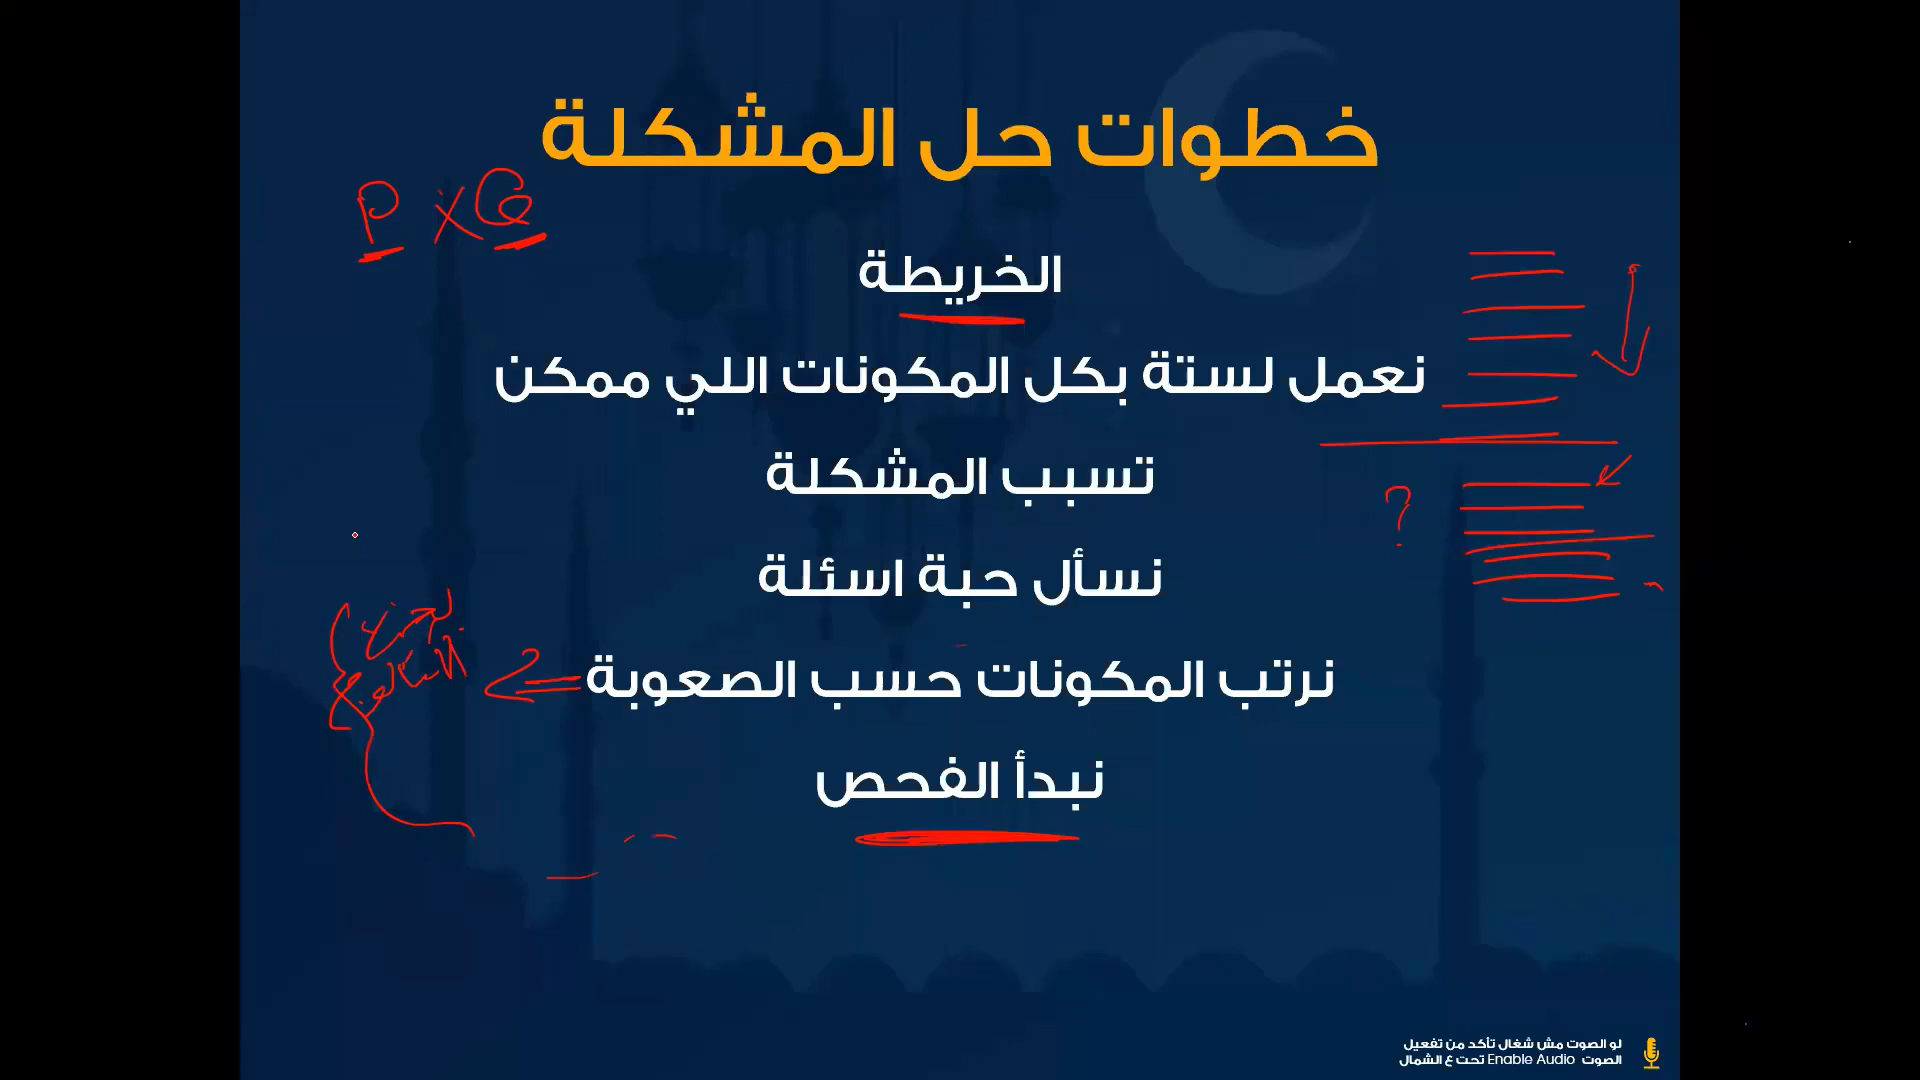 خطوات حل المشكلة
P × Q
الخريطة
نعمل لستة بكل المكونات اللي ممكن
تسبب المشكلة
?
نسأل حبة اسئلة
نرتب المكونات حسب الصعوبة
نبدأ الفحص
لو الصوت مش شغال تأكد من تفعيل
الصوت Enable Audio تحت ع الشمال